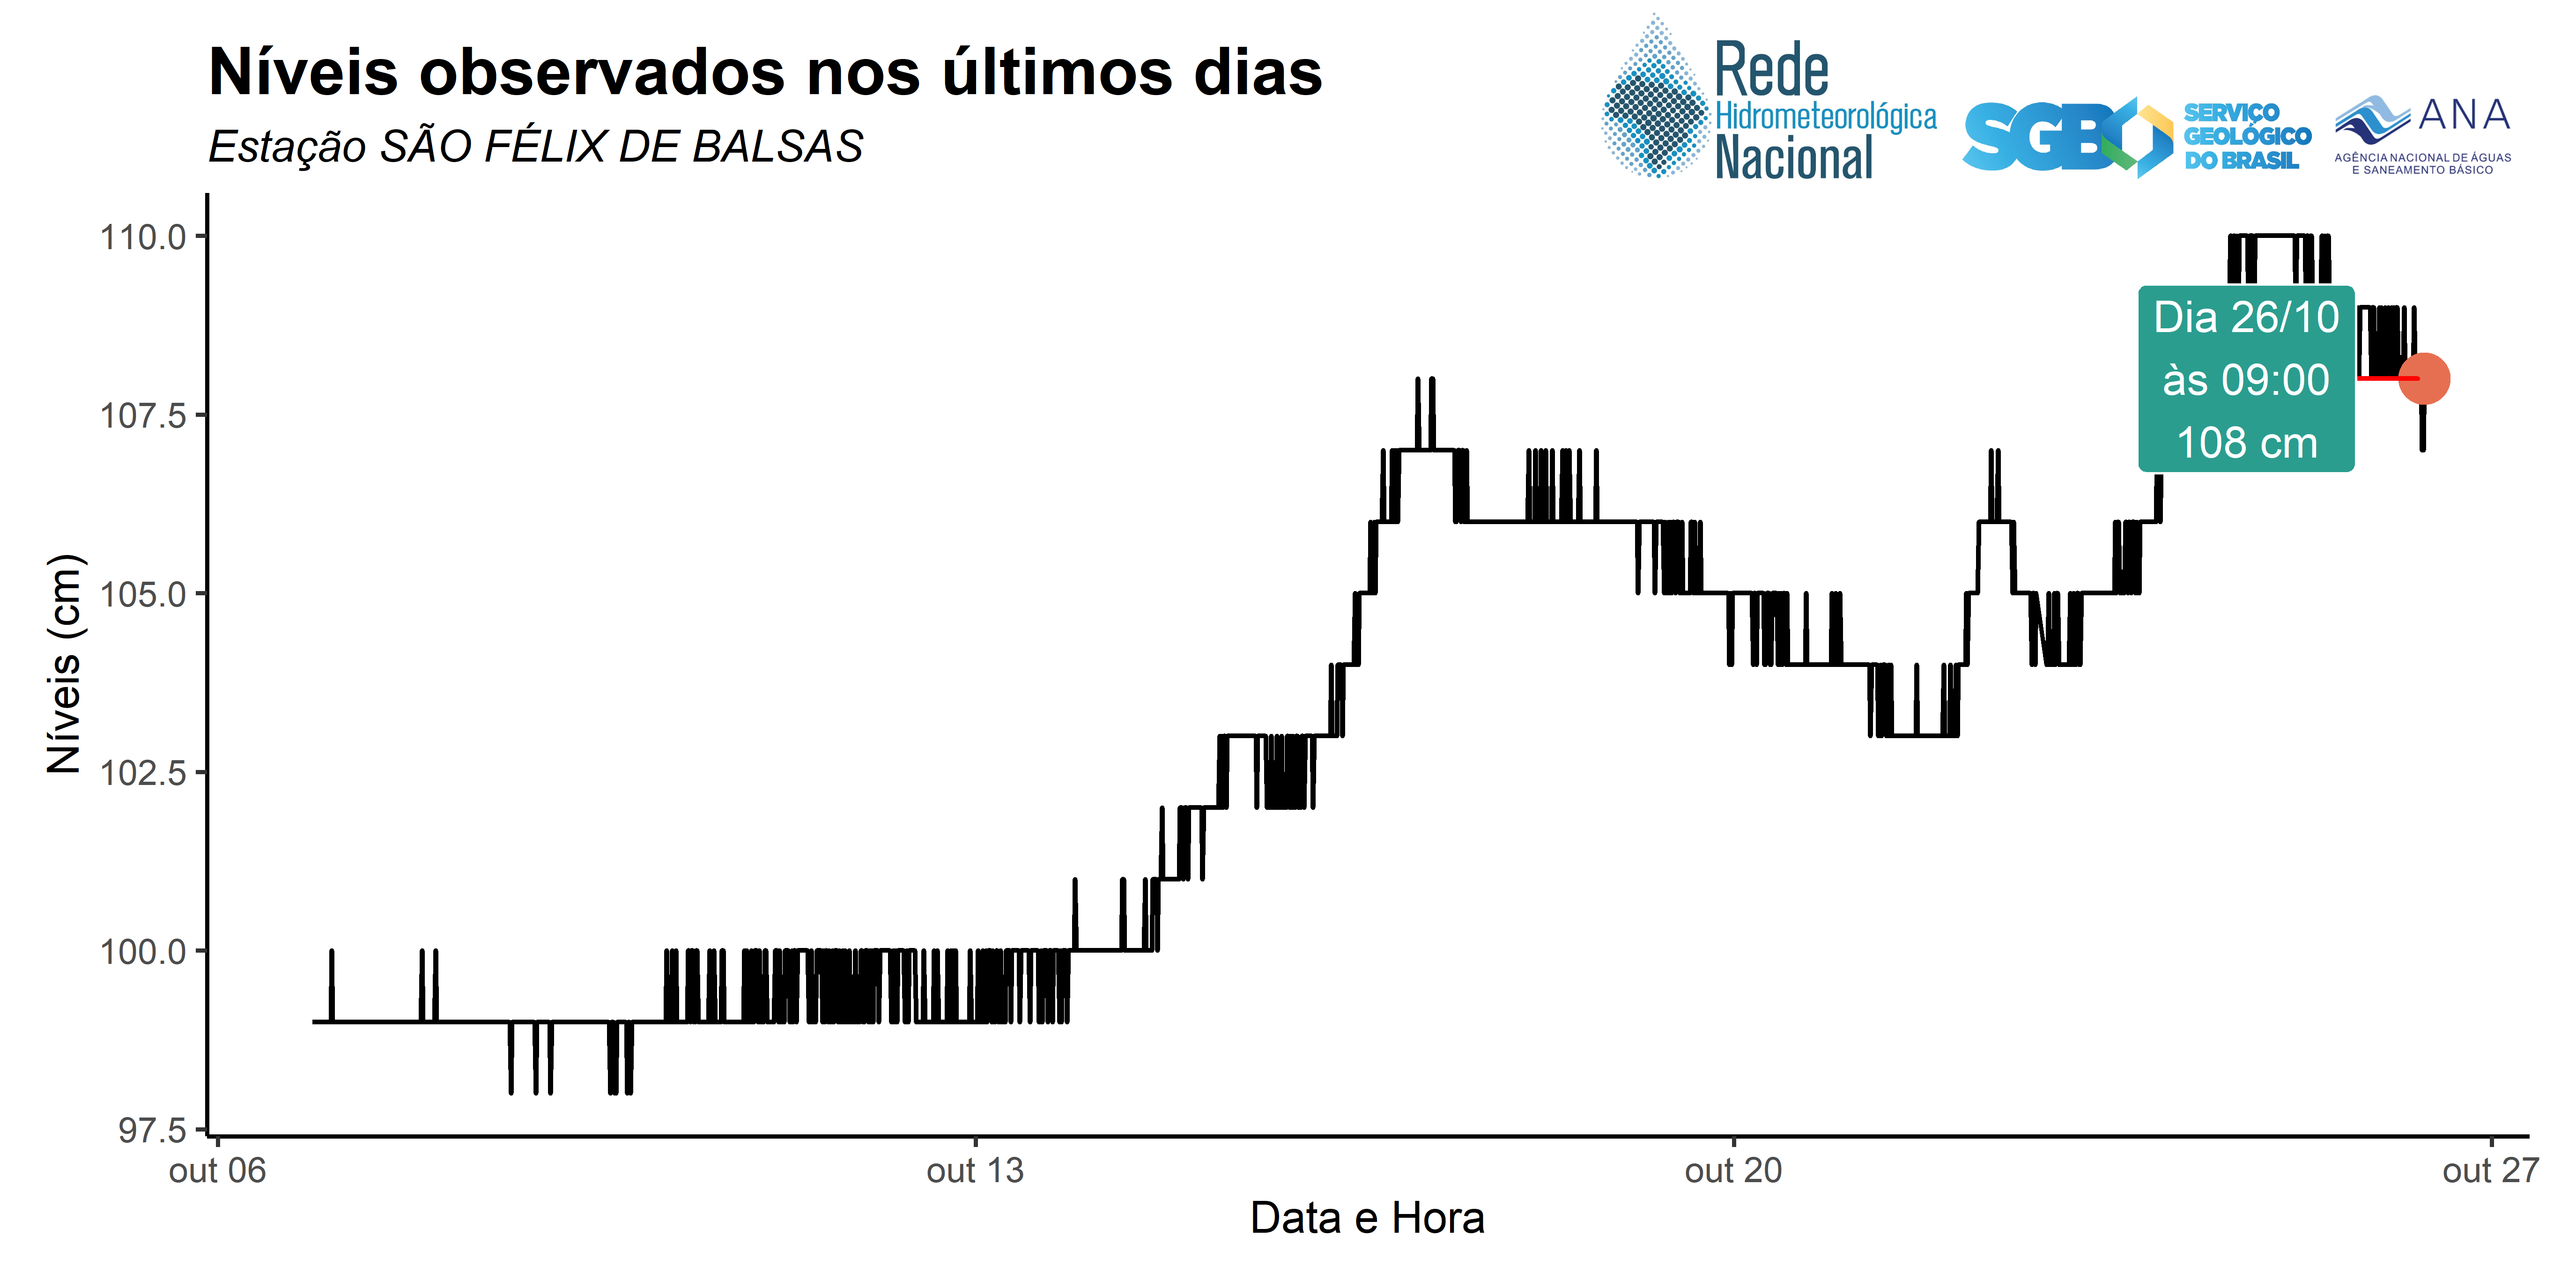 Níveis observados nos últimos dias
Estação SÃO FÉLIX DE BALSAS
Rede
Hidrometeorológica
Nacional
SGB
SERVIÇO
GEOLÓGICO
DO BRASIL
ANA
AGÊNCIA NACIONAL DE ÁGUAS
E SANEAMENTO BÁSICO
110.0
107.5
105.0
102.5
100.0
97.5
Níveis (cm)
Dia 26/10
às 09:00
108 cm
out 06
out 13
out 20
out 27
Data e Hora